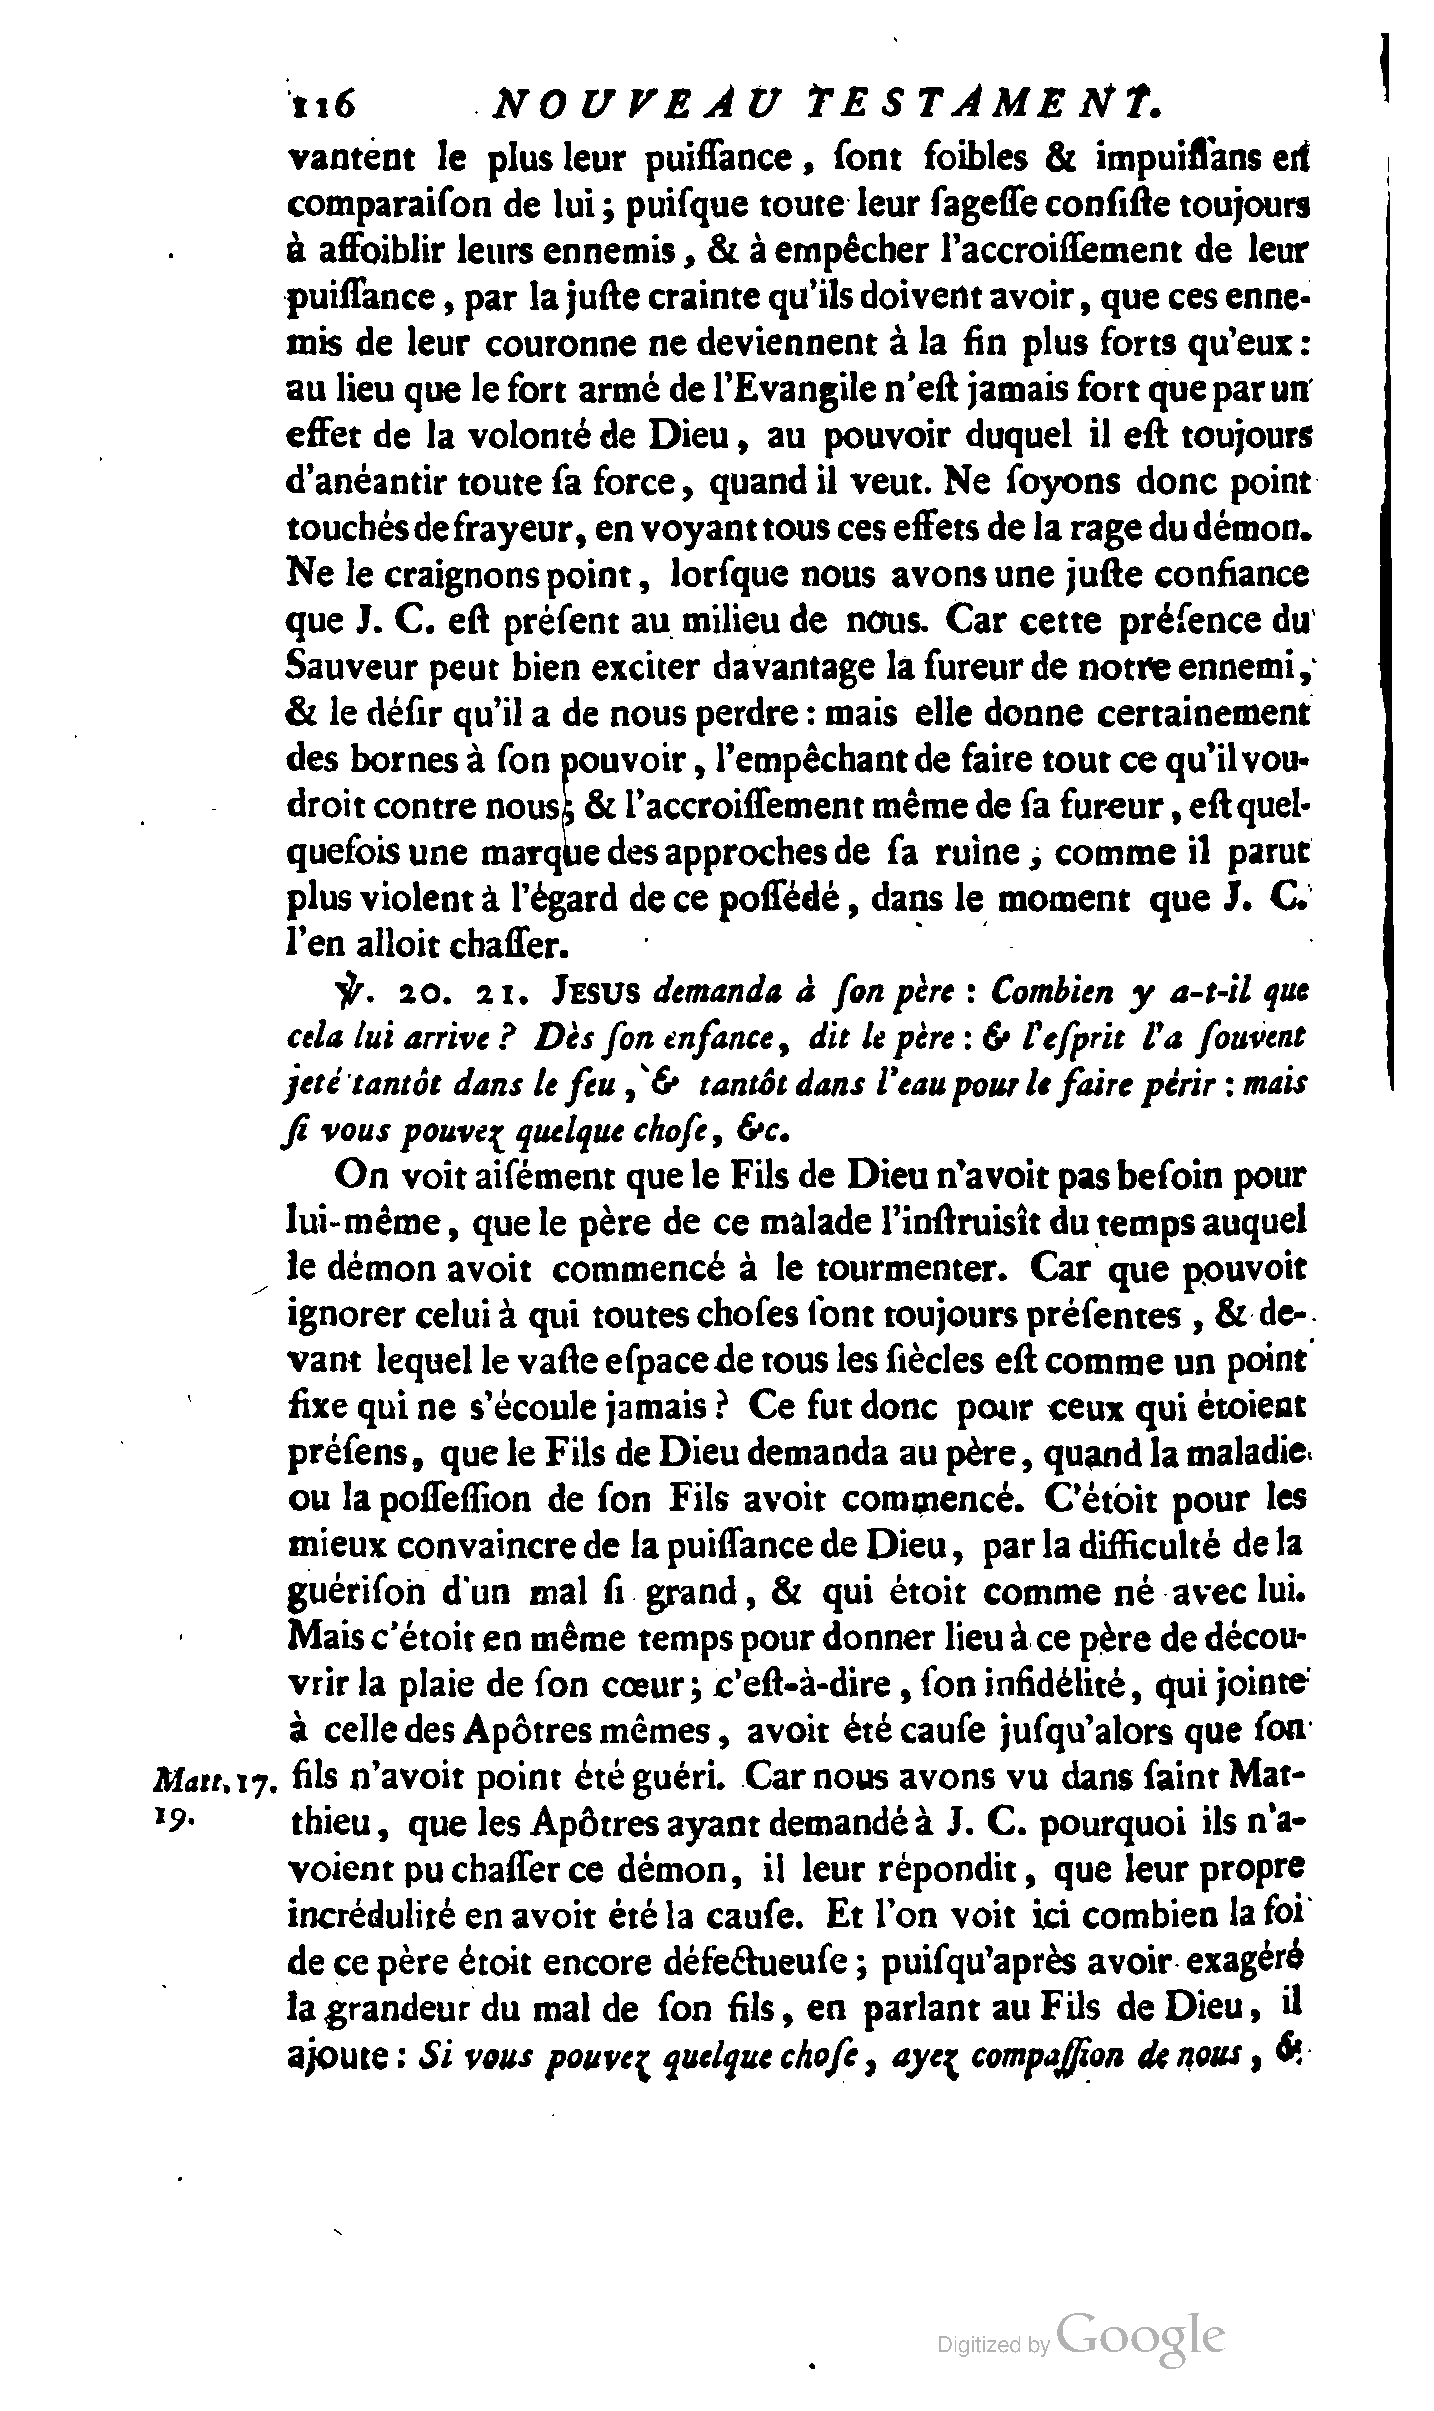 116 NOUVEAU TESTAMENT.
vantent le plus leur puiſſance, ſont foibles & impuiſſans en
comparaiſon de lui; puiſque toute leur ſageſſe conſiſte toujours
à affoiblir leurs ennemis, & à empêcher l'accroiſſement de leur
puiſſance, par la juſte crainte qu'ils doivent avoir, que ces enne-
mis de leur couronne ne deviennent à la fin plus forts qu'eux:
au lieu que le fort armé de l'Evangile n'eſt jamais fort que par un
effet de la volonté de Dieu, au pouvoir duquel il eſt toujours
d'anéantir toute ſa force, quand il veut. Ne ſoyons donc point
touchés de frayeur, en voyant tous ces effets de la rage du démon.
Ne le craignons point, lorſque nous avons une juſte confiance
que J. C. eſt préſent au milieu de nous. Car cette préſence du
Sauveur peut bien exciter davantage la fureur de notre ennemi,
& le déſir qu'il a de nous perdre: mais elle donne certainement
des bornes à ſon pouvoir, l'empêchant de faire tout ce qu'il vou-
droit contre nous; & l'accroiſſement même de ſa fureur, eſt quel-
quefois une marque des approches de ſa ruine; comme il parut
plus violent à l'égard de ce poſſédé, dans le moment que J. C.
l'en alloit chaſſer.
℣. 20. 21. JESUS demanda à ſon père: Combien y a-t-il que
cela lui arrive? Dès ſon enfance, dit le père: & l'eſprit l'a ſouvent
jeté tantôt dans le feu, & tantôt dans l'eau pour le faire périr: mais
ſi vous pouvez quelque choſe, &c.
On voit aiſément que le Fils de Dieu n'avoit pas beſoin pour
lui-même, que le père de ce malade l'inſtruisît du temps auquel
le démon avoit commencé à le tourmenter. Car que pouvoit
ignorer celui à qui toutes choſes ſont toujours préſentes, & de-
vant lequel le vaſte eſpace de tous les ſiècles eſt comme un point
fixe qui ne s'écoule jamais? Ce fut donc pour ceux qui étoient
préſens, que le Fils de Dieu demanda au père, quand la maladie
ou la poſſeſſion de ſon Fils avoit commencé. C'étoit pour les
mieux convaincre de la puiſſance de Dieu, par la difficulté de la
guériſon d'un mal ſi grand, & qui étoit comme né avec lui.
Mais c'étoit en même temps pour donner lieu à ce père de décou-
vrir la plaie de ſon cœur; c'eſt-à-dire, ſon infidélité, qui jointe
à celle des Apôtres mêmes, avoit été cauſe juſqu'alors que ſon
Matt. 17. fils n'avoit point été guéri. Car nous avons vu dans ſaint Mat-
19. thieu, que les Apôtres ayant demandé à J. C. pourquoi ils n'a-
voient pu chaſſer ce démon, il leur répondit, que leur propre
incrédulité en avoit été la cauſe. Et l'on voit ici combien la foi
de ce père étoit encore défectueuſe; puiſqu'après avoir exagéré
la grandeur du mal de ſon fils, en parlant au Fils de Dieu, il
ajoute: Si vous pouvez quelque choſe, ayez compaſſion de nous, &
Digitized by Google